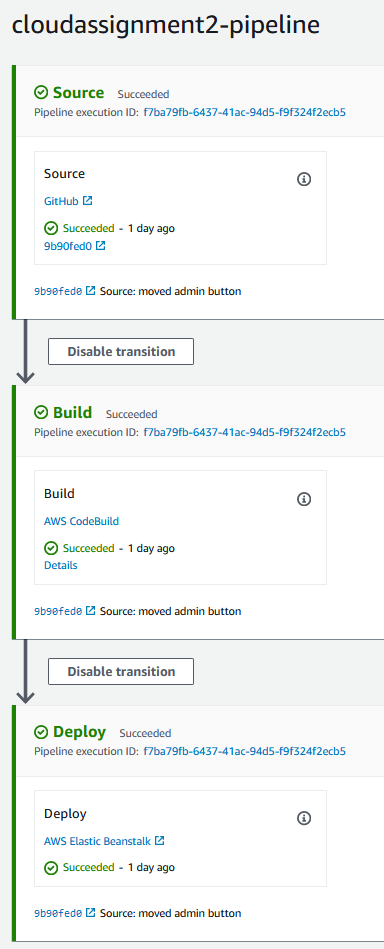 cloudassignment2-pipeline
Source Succeeded
Pipeline execution ID: f7ba79fb-6437-41ac-94d5-f9f324f2ecb5
Source
GitHub
Succeeded - 1 day ago
9b90fed0
9b90fed0 Source: moved admin button
Disable transition
Build Succeeded
Pipeline execution ID: f7ba79fb-6437-41ac-94d5-f9f324f2ecb5
Build
AWS CodeBuild
Succeeded - 1 day ago
Details
9b90fed0 Source: moved admin button
Disable transition
Deploy Succeeded
Pipeline execution ID: f7ba79fb-6437-41ac-94d5-f9f324f2ecb5
Deploy
AWS Elastic Beanstalk
Succeeded - 1 day ago
9b90fed0 Source: moved admin button